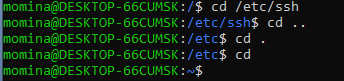 momina@DESKTOP-66CUMSK:/$ cd /etc/ssh
momina@DESKTOP-66CUMSK:/etc/ssh$ cd ..
momina@DESKTOP-66CUMSK:/etc$ cd .
momina@DESKTOP-66CUMSK:/etc$ cd
momina@DESKTOP-66CUMSK:~$